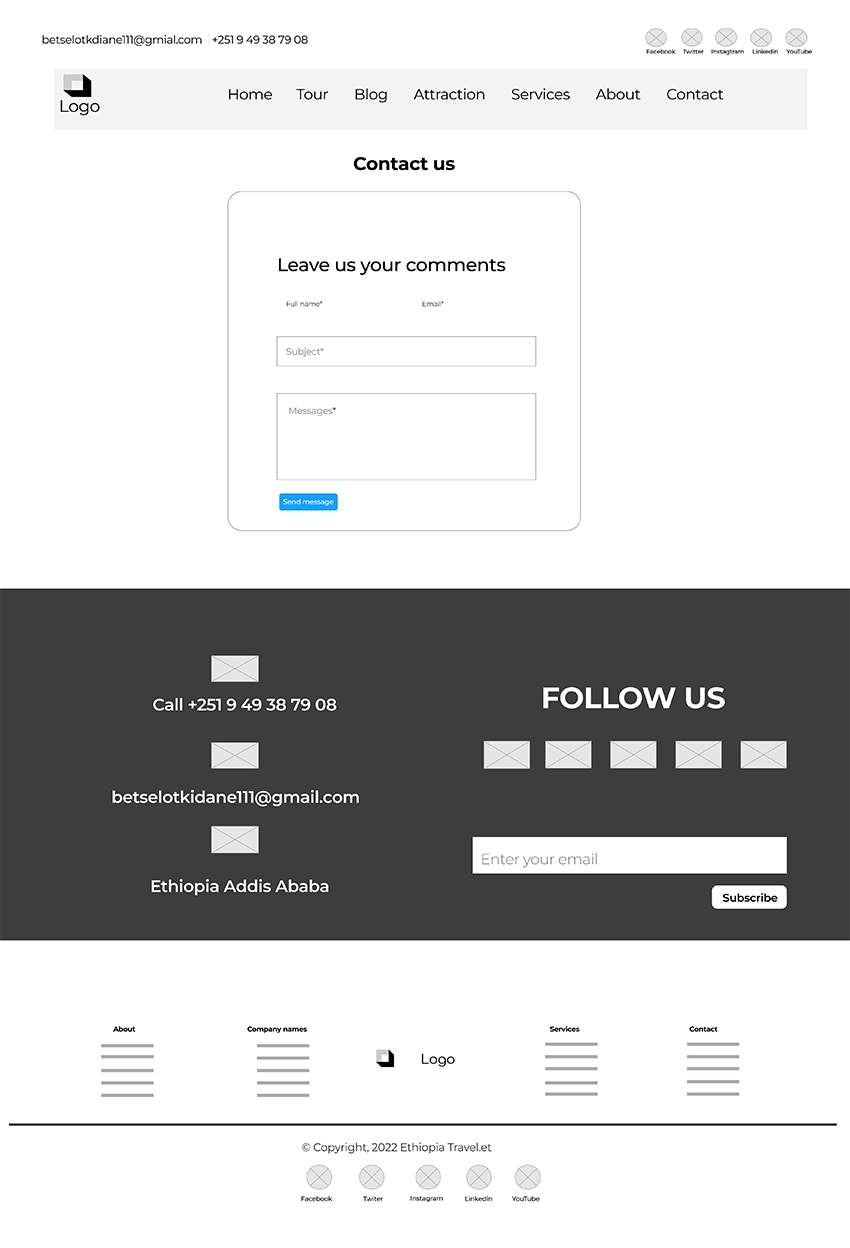 betselotkdiane111@gmial.com +251 9 49 38 79 08
Facebook Twitter Instagtram Linkedin YouTube
Logo
Home Tour Blog Attraction Services About Contact
Contact us
Leave us your comments
Full name* Email*
Subject*
Messages*
Send message
Call +251 9 49 38 79 08
betselotkidane111@gmail.com
Ethiopia Addis Ababa
FOLLOW US
Enter your email
Subscribe
About Company names Logo Services Contact
© Copyright, 2022 Ethiopia Travel.et
Facebook Twiter Instagram Linkedin YouTube